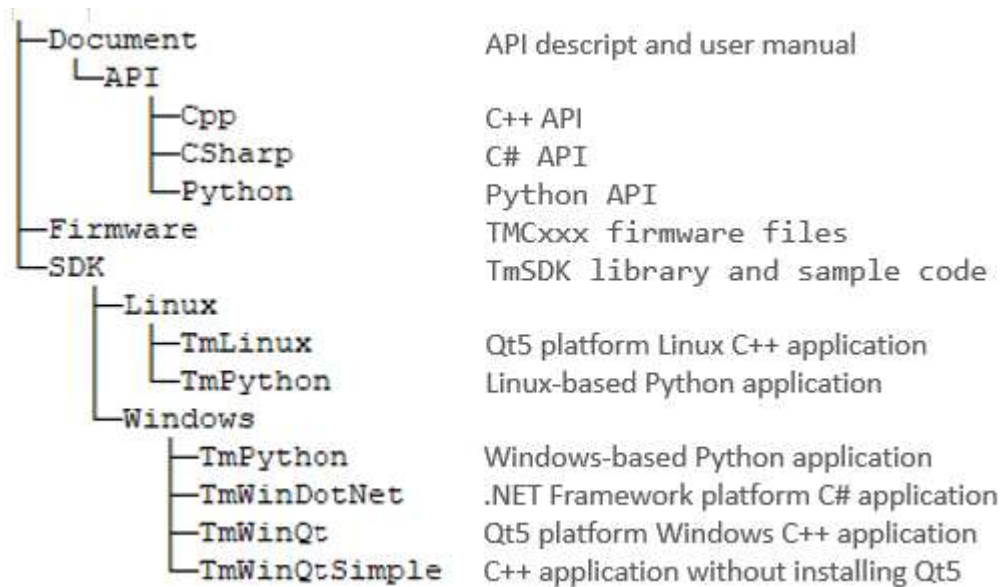 ├─Document API descript and user manual
└─API
├─Cpp C++ API
├─CSharp C# API
└─Python Python API
├─Firmware TMCxxx firmware files
└─SDK TmSDK library and sample code
├─Linux
├─TmLinux Qt5 platform Linux C++ application
└─TmPython Linux-based Python application
└─Windows
├─TmPython Windows-based Python application
├─TmWinDotNet .NET Framework platform C# application
├─TmWinQt Qt5 platform Windows C++ application
└─TmWinQtSimple C++ application without installing Qt5